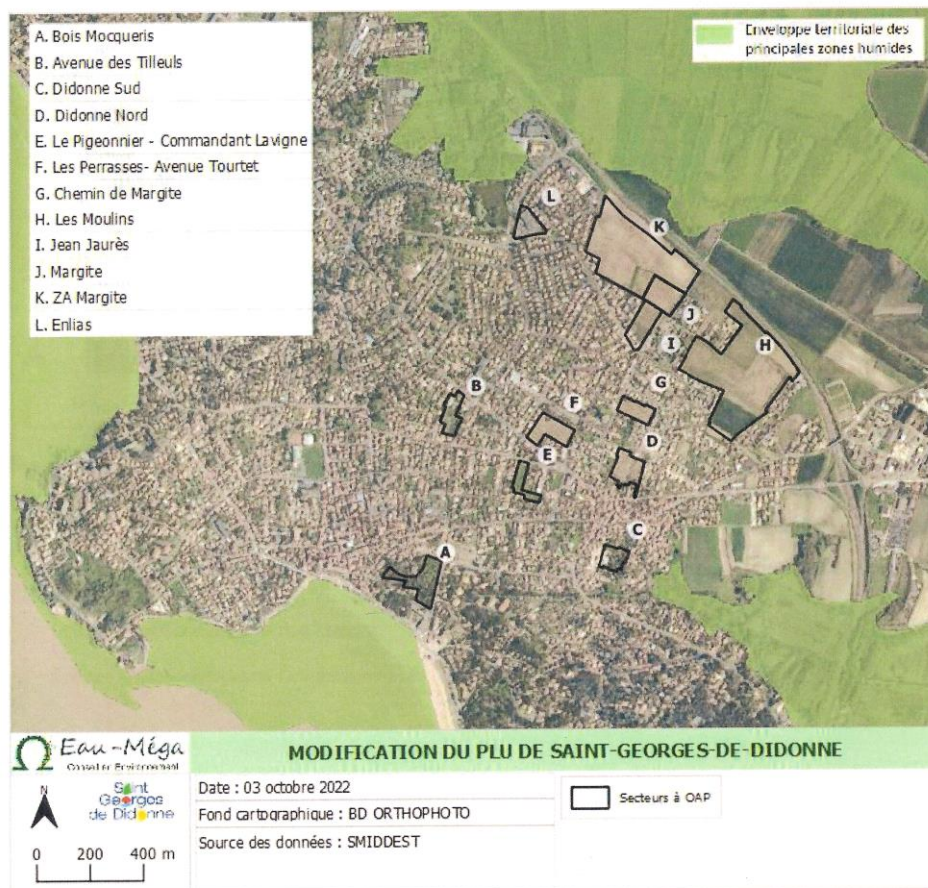 A. Bois Mocqueris
B. Avenue des Tilleuls
C. Didonne Sud
D. Didonne Nord
E. Le Pigeonnier - Commandant Lavigne
F. Les Perrasses- Avenue Tourtet
G. Chemin de Margite
H. Les Moulins
I. Jean Jaurès
J. Margite
K. ZA Margite
L. Enlias
Enveloppe territoriale des
principales zones humides
L
K
J
I
H
G
B
F
D
E
C
A
Eau-Méga
Conseil en Environnement
MODIFICATION DU PLU DE SAINT-GEORGES-DE-DIDONNE
N
Saint
Georges
de Didonne
Date : 03 octobre 2022
Fond cartographique : BD ORTHOPHOTO
Source des données : SMIDDEST
Secteurs à OAP
0 200 400 m